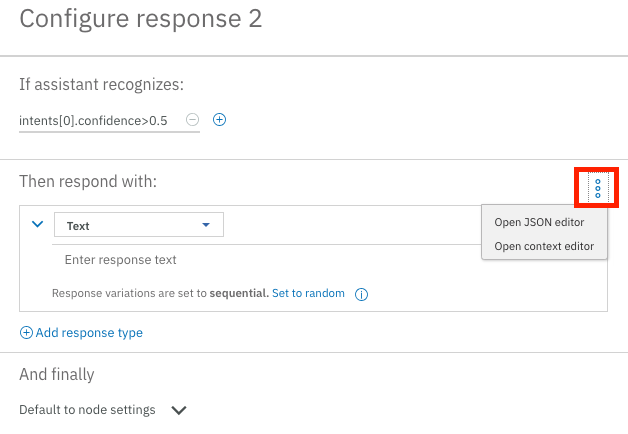 Configure response 2
If assistant recognizes:
intents[0].confidence>0.5
Then respond with:
Text
Open JSON editor
Open context editor
Enter response text
Response variations are set to sequential. Set to random
Add response type
And finally
Default to node settings